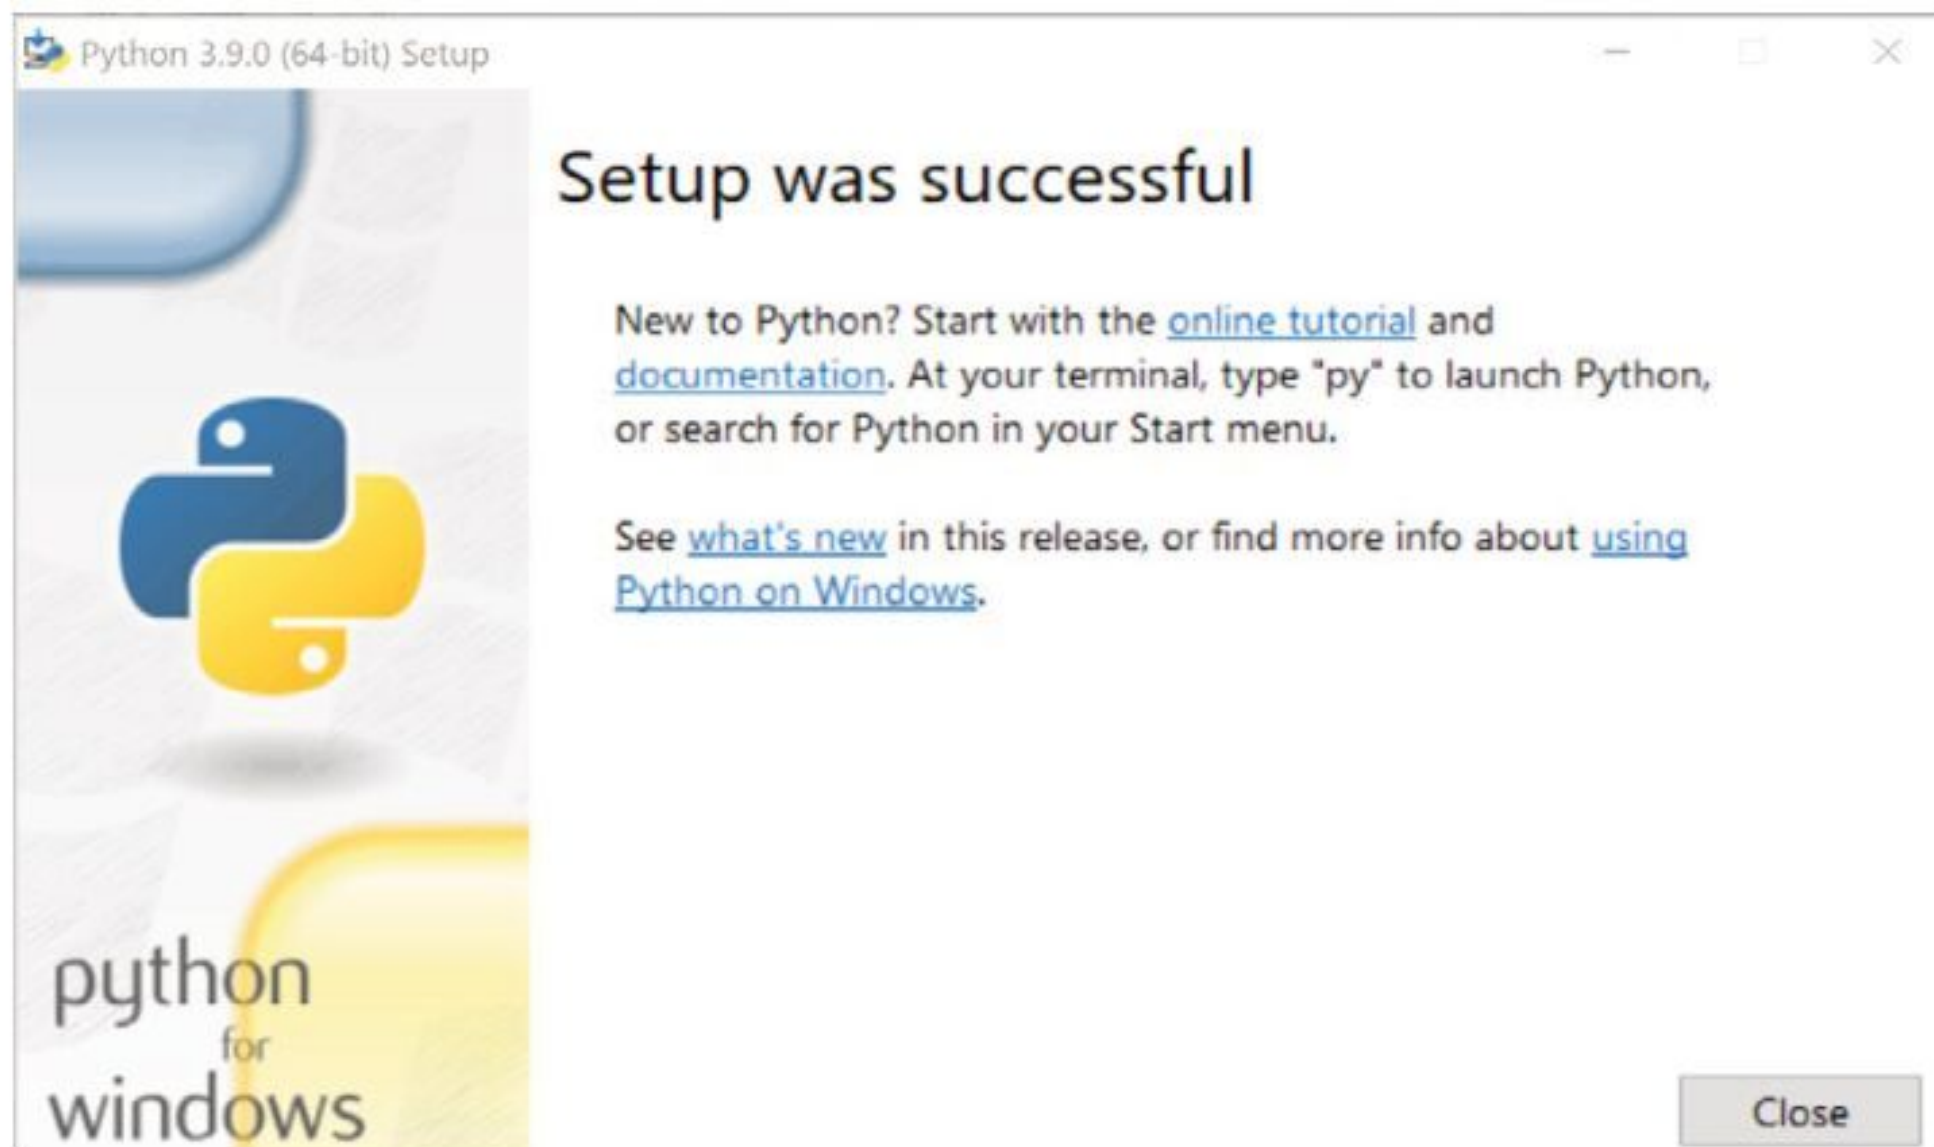 Python 3.9.0 (64-bit) Setup
Setup was successful
New to Python? Start with the online tutorial and
documentation. At your terminal, type "py" to launch Python,
or search for Python in your Start menu.
See what's new in this release, or find more info about using
Python on Windows.
python
for
windows
Close